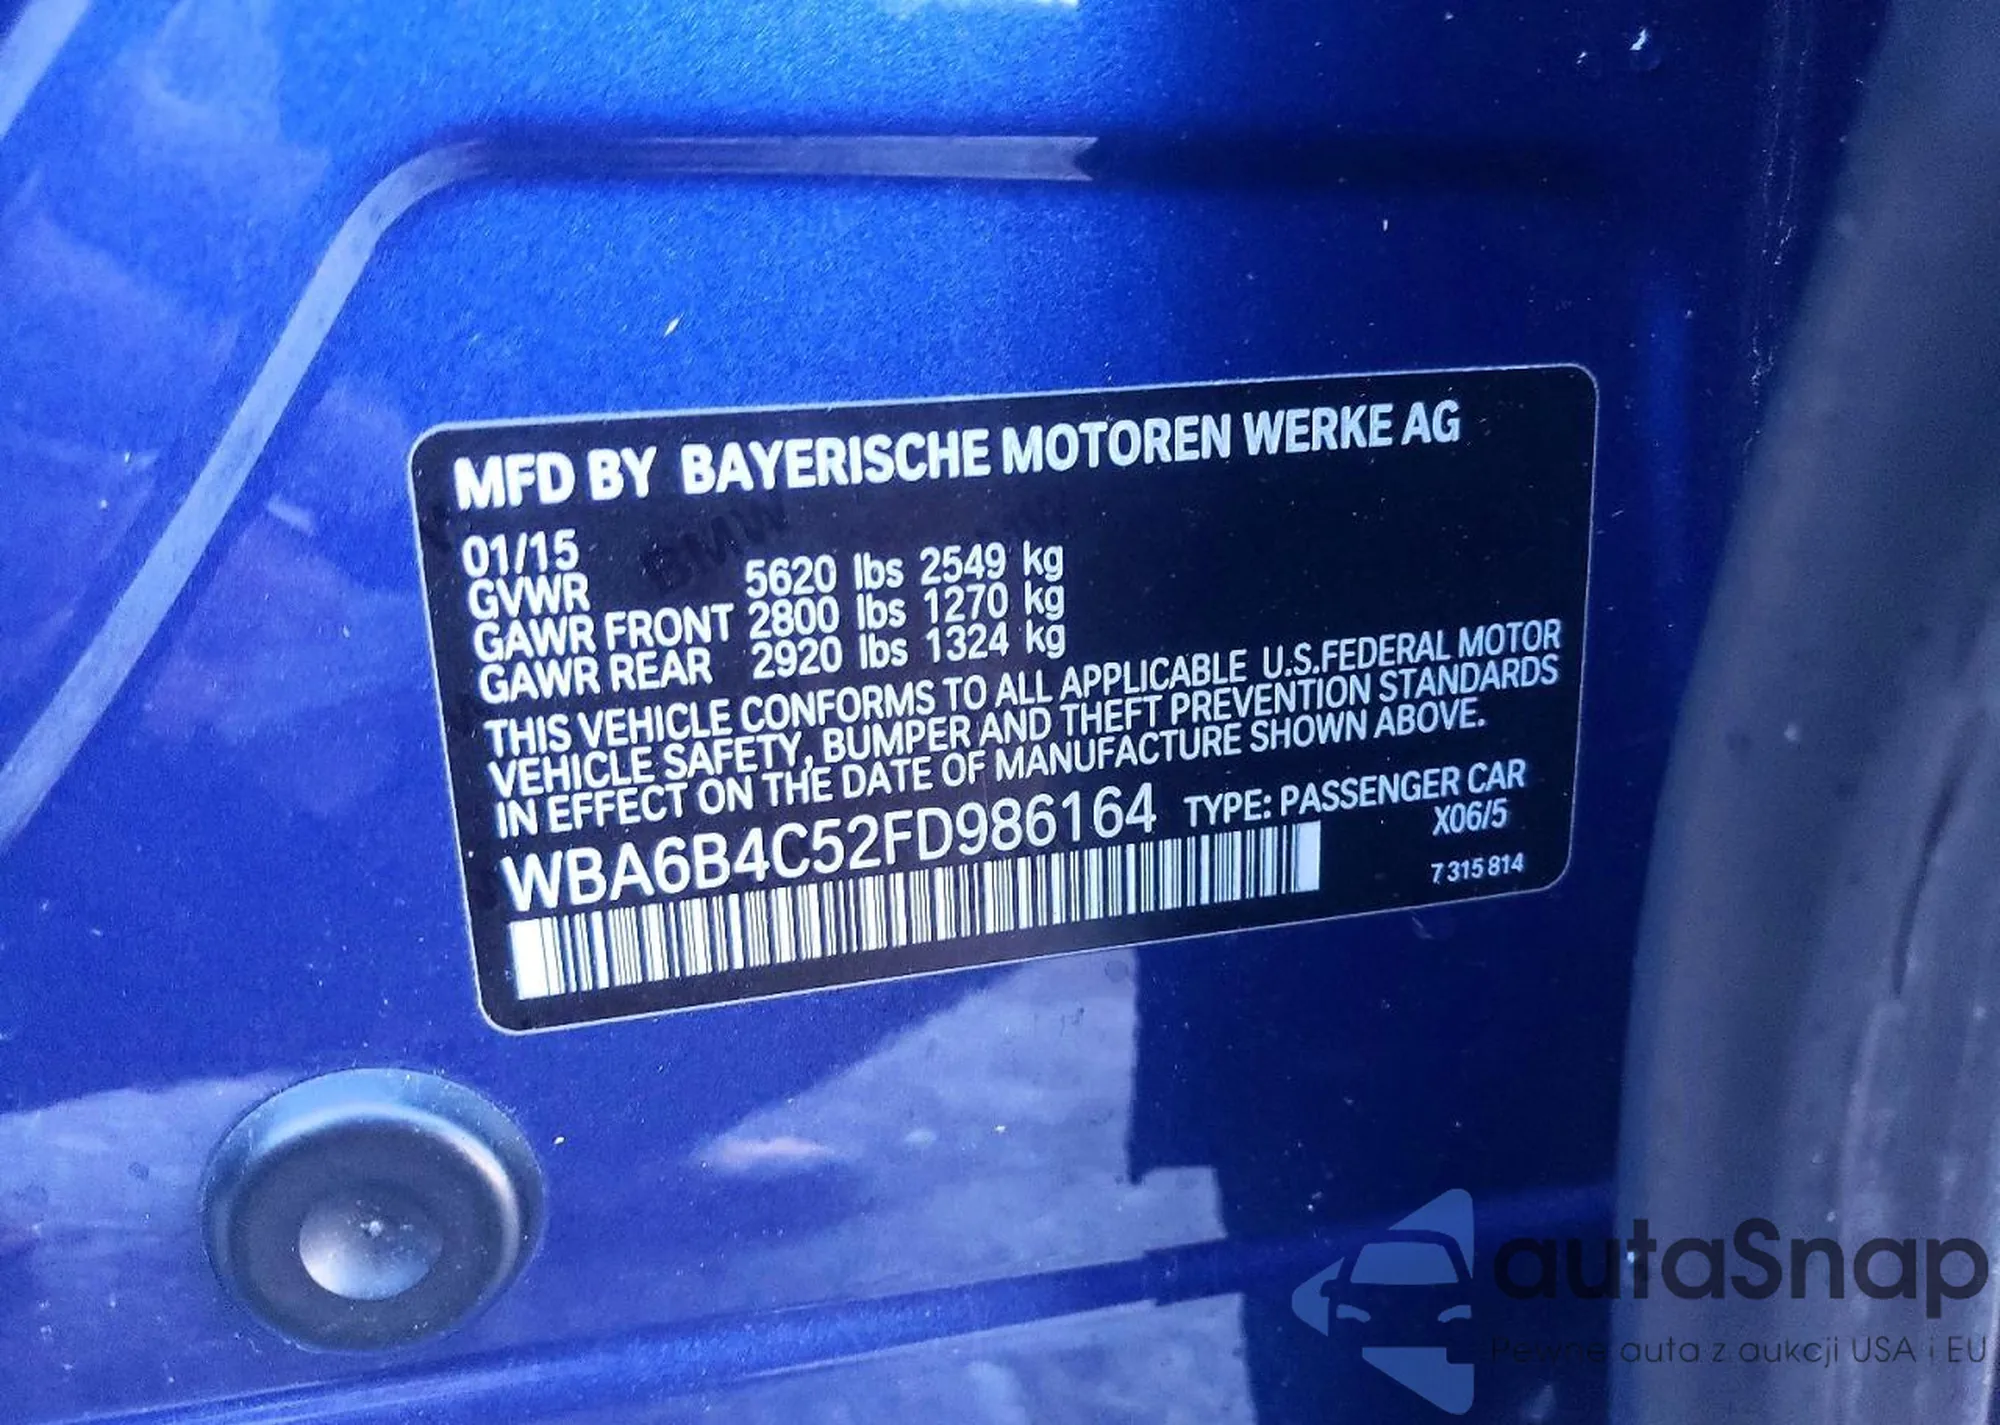 MFD BY BAYERISCHE MOTOREN WERKE AG
01/15
GVWR 5620 lbs 2549 kg
GAWR FRONT 2800 lbs 1270 kg
GAWR REAR 2920 lbs 1324 kg
THIS VEHICLE CONFORMS TO ALL APPLICABLE U.S.FEDERAL MOTOR
VEHICLE SAFETY, BUMPER AND THEFT PREVENTION STANDARDS
IN EFFECT ON THE DATE OF MANUFACTURE SHOWN ABOVE.
WBA6B4C52FD986164 TYPE: PASSENGER CAR
X06/5
7 315 814
BMW
autaSnap
Pewne auta z aukcji USA i EU